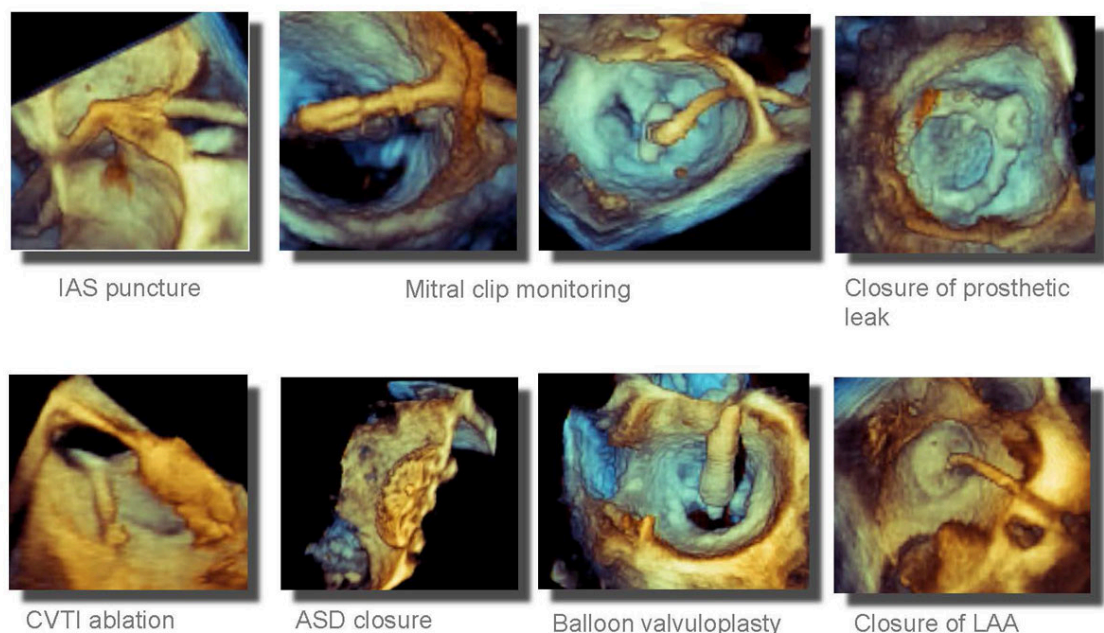 IAS puncture
Mitral clip monitoring
Closure of prosthetic
leak
CVTI ablation
ASD closure
Balloon valvuloplasty
Closure of LAA